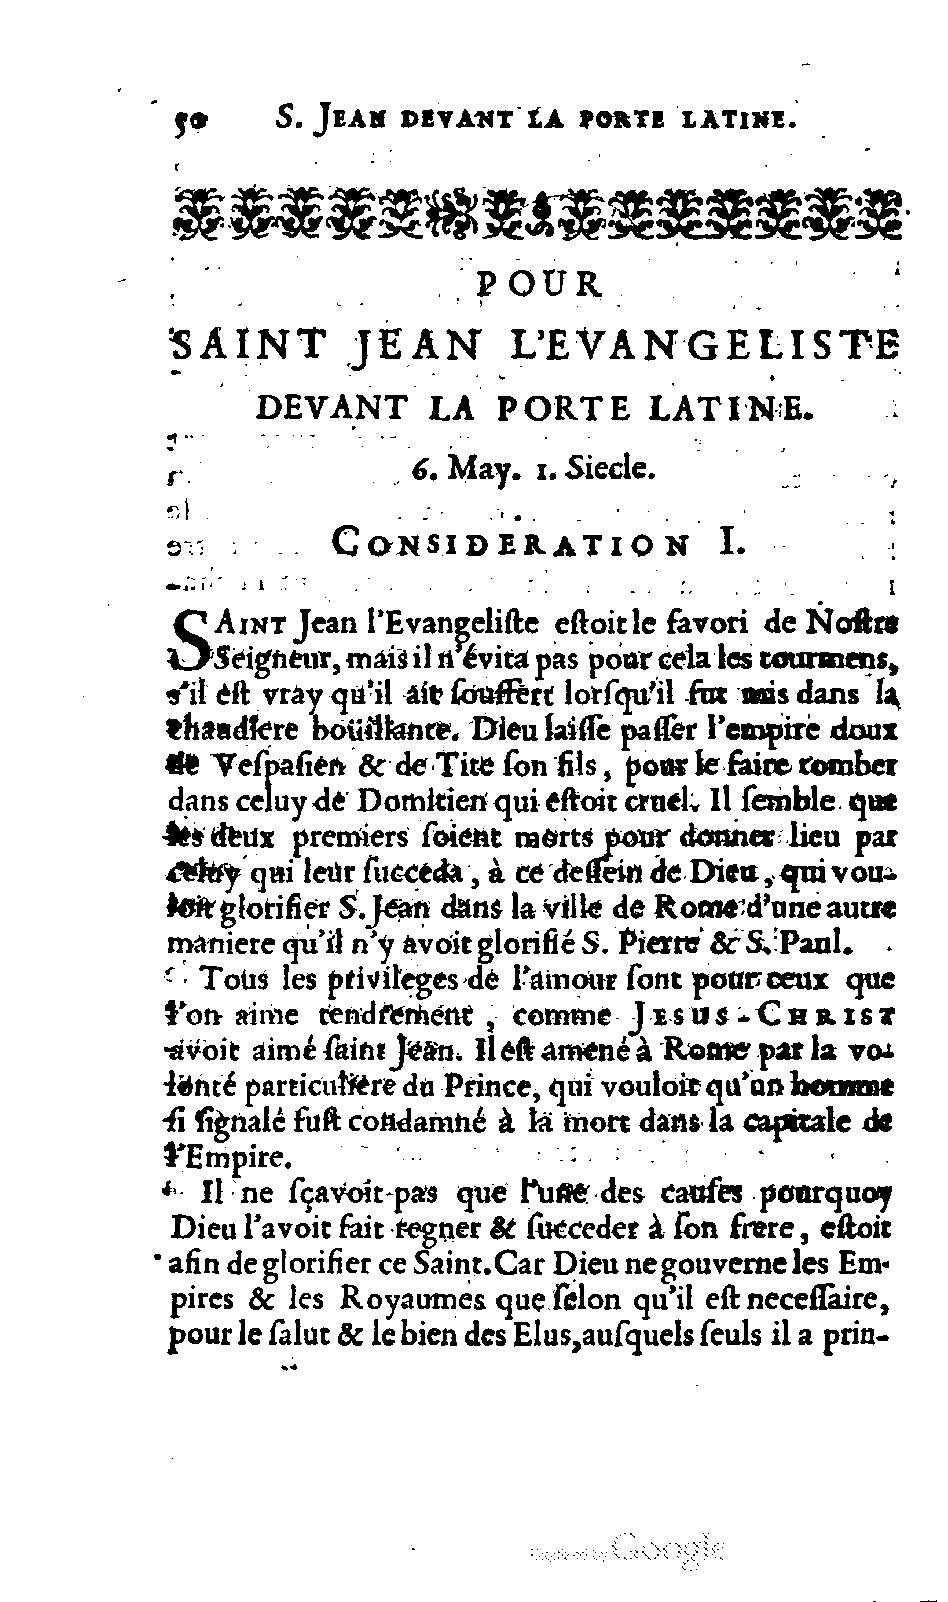 50 S. JEAN DEVANT LA PORTE LATINE.
POUR
SAINT JEAN L'EVANGELISTE
DEVANT LA PORTE LATINE.
6. May. 1. Siecle.
CONSIDERATION I.
SAINT Jean l'Evangeliſte eſtoit le favori de Noſtre
Seigneur, mais il n'évita pas pour cela les tourmens,
s'il eſt vray qu'il ait ſouffert lorſqu'il fut mis dans la
chaudiere boüillante. Dieu laiſſe paſſer l'empire doux
de Veſpaſien & de Tite ſon fils, pour le faire tomber
dans celuy de Domitien qui eſtoit cruel. Il ſemble que
les deux premiers ſoient morts pour donner lieu par
celuy qui leur ſucceda, à ce deſſein de Dieu, qui vou-
loit glorifier S. Jean dans la ville de Rome d'une autre
maniere qu'il n'y avoit glorifié S. Pierre & S. Paul.
Tous les privileges de l'amour ſont pour ceux que
l'on aime tendrement, comme JESUS-CHRIST
avoit aimé ſaint Jean. Il eſt amené à Rome par la vo-
lonté particuliere du Prince, qui vouloit qu'un homme
ſi ſignalé fuſt condamné à la mort dans la capitale de
l'Empire.
Il ne ſçavoit pas que l'une des cauſes pourquoy
Dieu l'avoit fait regner & ſucceder à ſon frere, eſtoit
afin de glorifier ce Saint. Car Dieu ne gouverne les Em-
pires & les Royaumes que ſelon qu'il eſt neceſſaire,
pour le ſalut & le bien des Elus, auſquels ſeuls il a prin-
Google